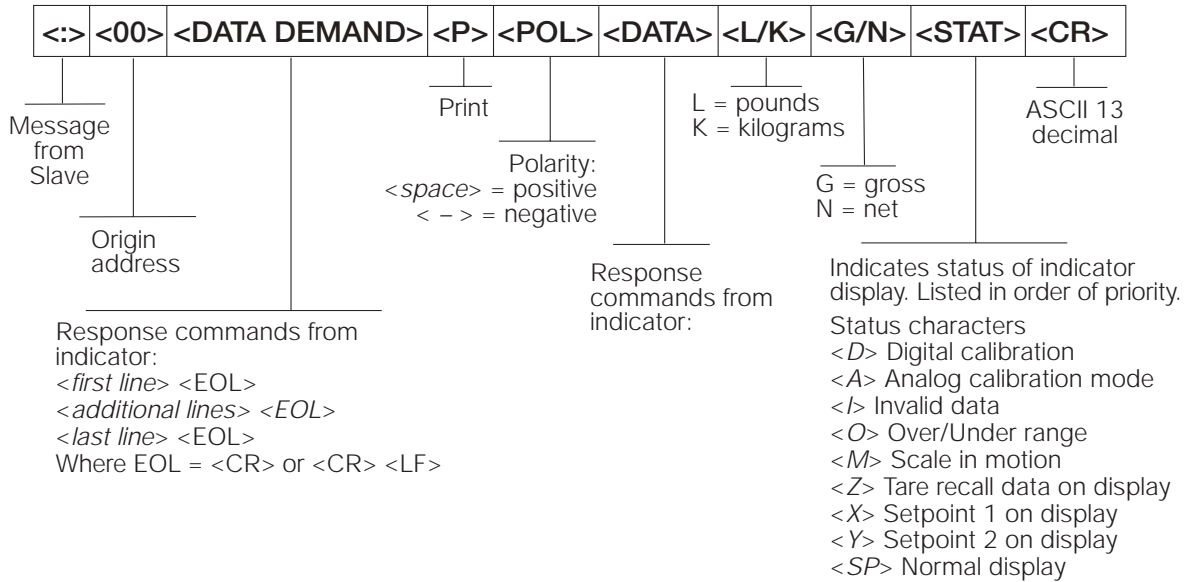 <:> <00> <DATA DEMAND> <P> <POL> <DATA> <L/K> <G/N> <STAT> <CR>
Message
from
Slave
Origin
address
Response commands from
indicator:
<first line> <EOL>
<additional lines> <EOL>
<last line> <EOL>
Where EOL = <CR> or <CR> <LF>
Print
Polarity:
<space> = positive
< – > = negative
Response
commands from
indicator:
L = pounds
K = kilograms
G = gross
N = net
Indicates status of indicator
display. Listed in order of priority.
Status characters
<D> Digital calibration
<A> Analog calibration mode
<I> Invalid data
<O> Over/Under range
<M> Scale in motion
<Z> Tare recall data on display
<X> Setpoint 1 on display
<Y> Setpoint 2 on display
<SP> Normal display
ASCII 13
decimal